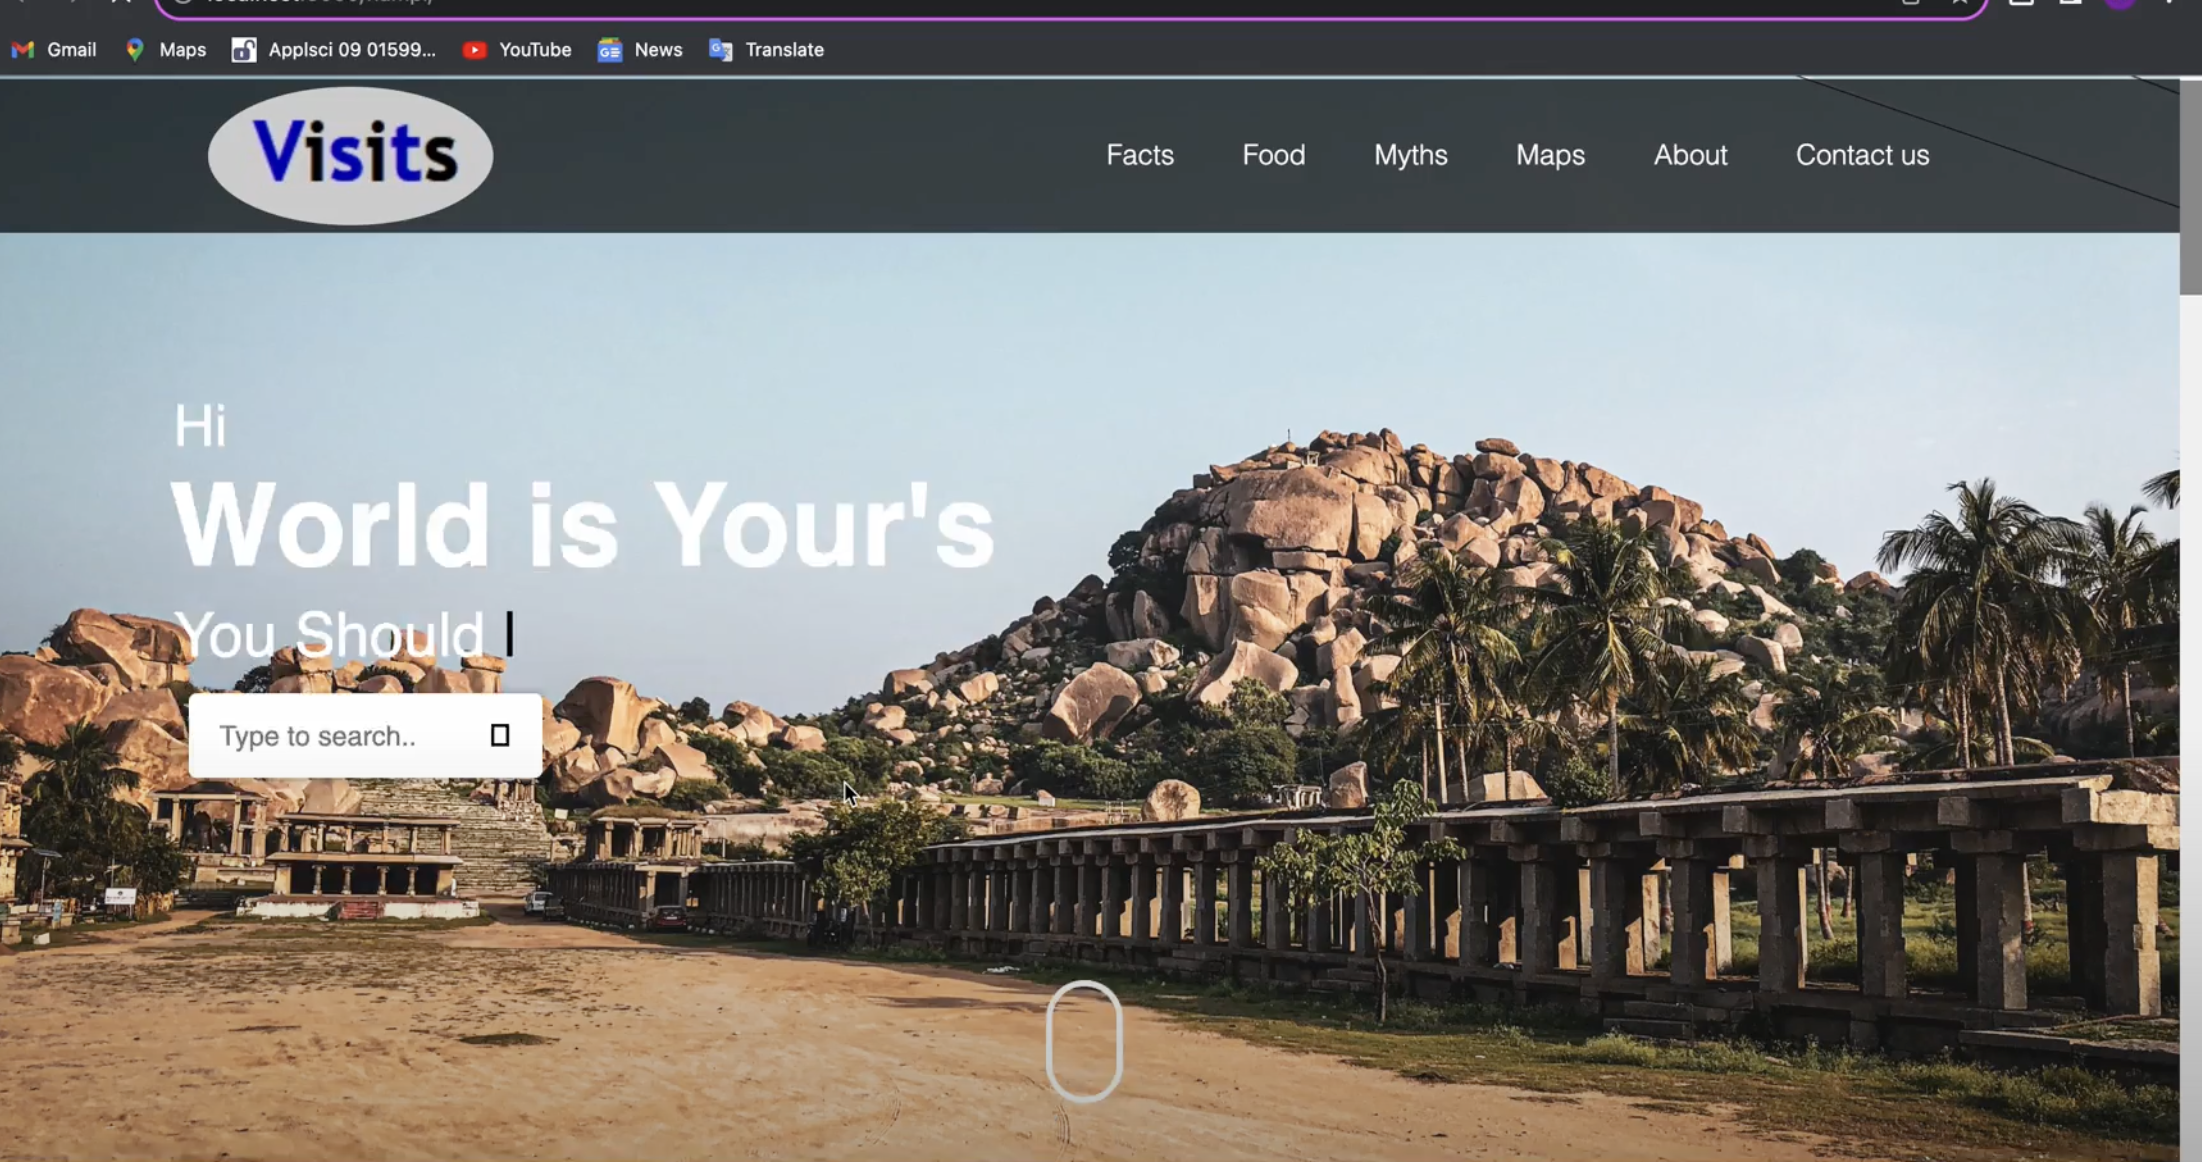 Gmail Maps Applsci 09 01599... YouTube News Translate
Visits
Facts Food Myths Maps About Contact us
Hi
World is Your's
You Should
Type to search..